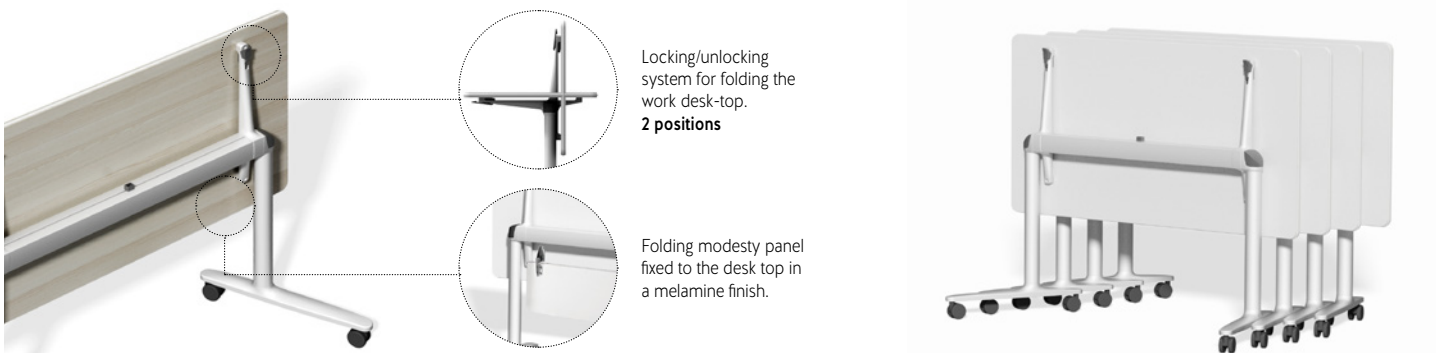 Locking/unlocking
system for folding the
work desk-top.
2 positions
Folding modesty panel
fixed to the desk top in
a melamine finish.